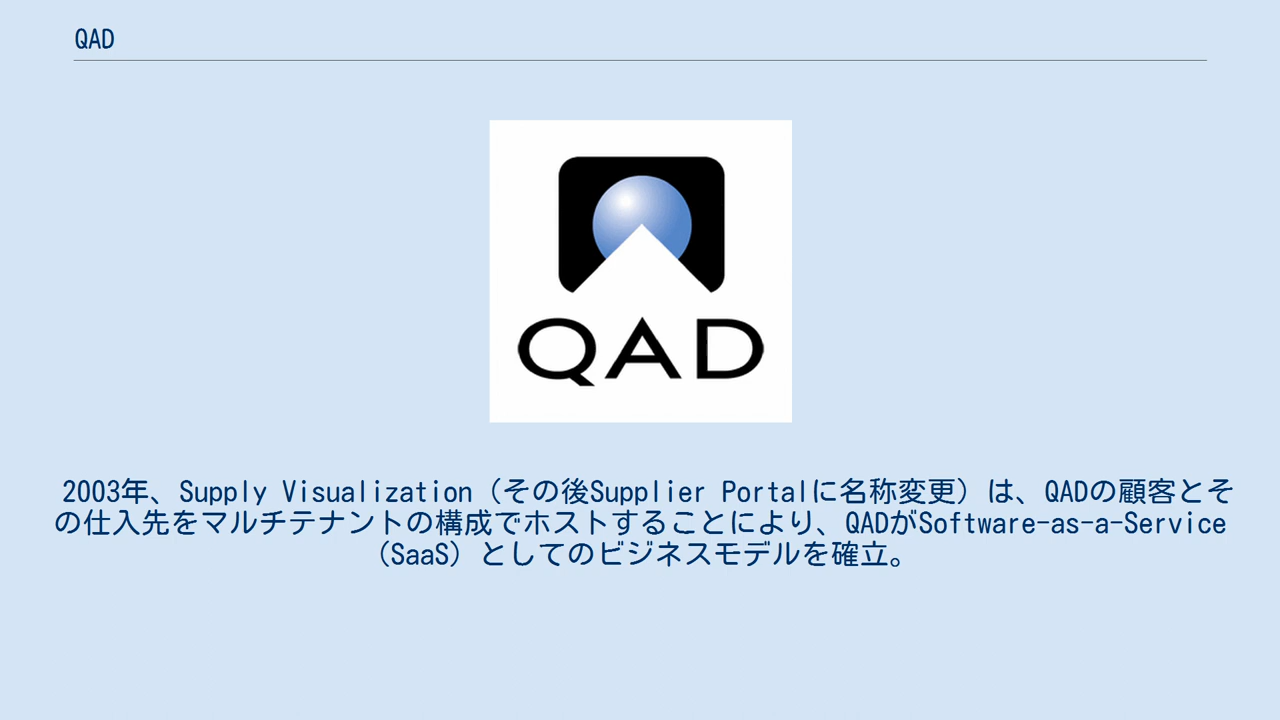 QAD
QAD
2003年、Supply Visualization（その後Supplier Portalに名称変更）は、QADの顧客とそ
の仕入先をマルチテナントの構成でホストすることにより、QADがSoftware-as-a-Service
（SaaS）としてのビジネスモデルを確立。